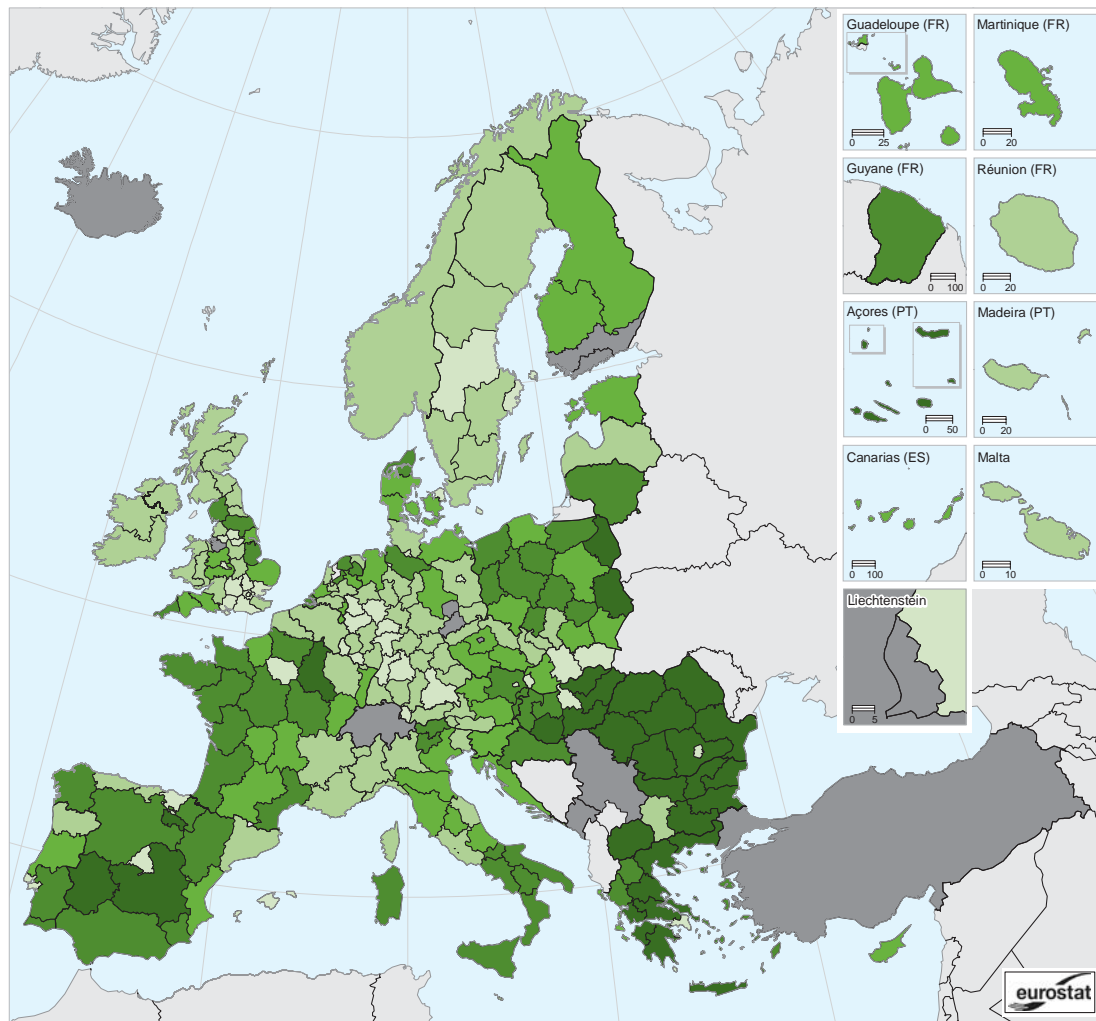 Guadeloupe (FR)
0 25
Martinique (FR)
0 20
Guyane (FR)
0 100
Réunion (FR)
0 20
Açores (PT)
0 50
Madeira (PT)
0 20
Canarias (ES)
0 100
Malta
0 10
Liechtenstein
0 5
eurostat